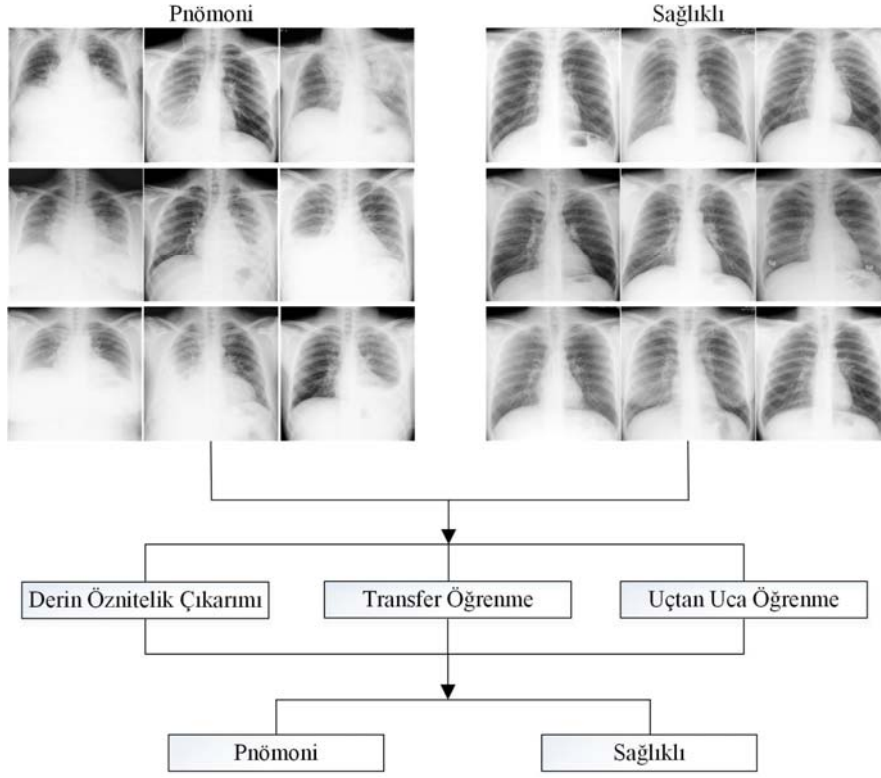 Pnömoni
Sağlıklı
Derin Öznitelik Çıkarımı
Transfer Öğrenme
Uçtan Uca Öğrenme
Pnömoni
Sağlıklı